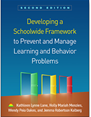 SECOND EDITION
Developing a
Schoolwide Framework
to Prevent and Manage
Learning and Behavior
Problems
Kathleen Lynne Lane, Holly Mariah Menzies,
Wendy Peia Oakes, and Jemma Robertson Kalberg